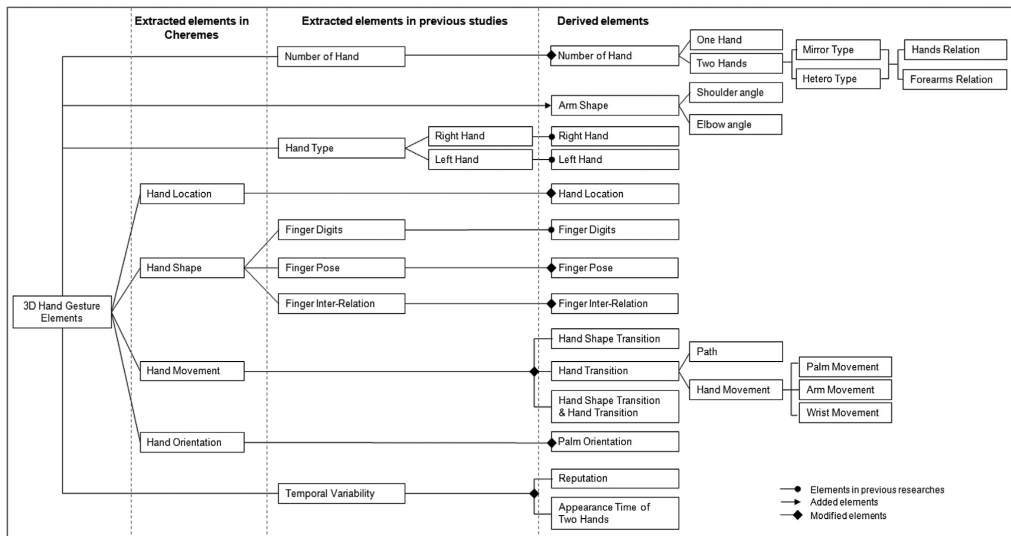 Extracted elements in
Cheremes
Extracted elements in previous studies
Derived elements
Number of Hand
Number of Hand
One Hand
Two Hands
Mirror Type
Hetero Type
Hands Relation
Forearms Relation
Arm Shape
Shoulder angle
Elbow angle
Hand Type
Right Hand
Left Hand
Right Hand
Left Hand
Hand Location
Hand Location
Hand Shape
Finger Digits
Finger Digits
Finger Pose
Finger Pose
Finger Inter-Relation
Finger Inter-Relation
3D Hand Gesture
Elements
Hand Movement
Hand Shape Transition
Hand Transition
Hand Shape Transition
& Hand Transition
Path
Hand Movement
Palm Movement
Arm Movement
Wrist Movement
Hand Orientation
Palm Orientation
Temporal Variability
Reputation
Appearance Time of
Two Hands
Elements in previous researches
Added elements
Modified elements